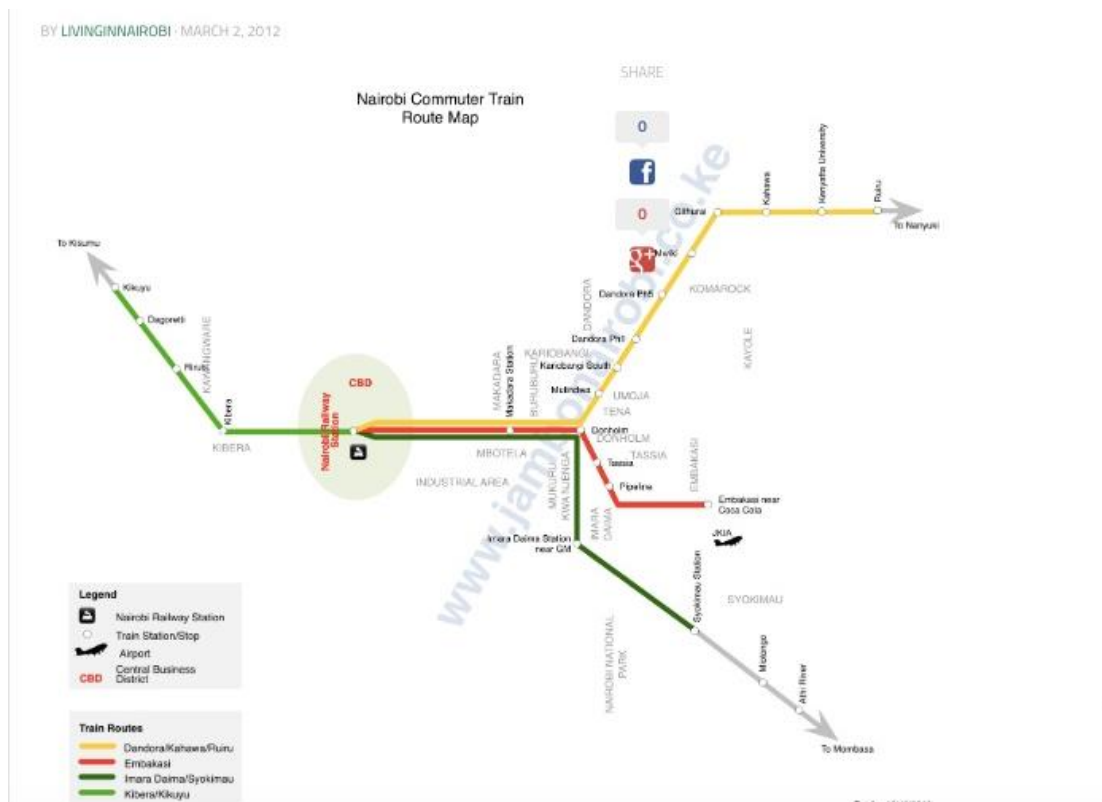 BY LIVINGINNAIROBI · MARCH 2, 2012
SHARE
Nairobi Commuter Train
Route Map
0
f
0
g+
www.jambonairobi.co.ke
Githurai
Kahawa
Kenyatta University
Ruiru
To Nanyuki
Mwiki
KOMAROCK
Dandora Ph5
DANDORA
KAYOLE
Dandora Ph1
KARIOBANGI
Kariobangi South
Mutindwa
UMOJA
TENA
To Kisumu
Kikuyu
Dagoretti
KAWANGWARE
Riruta
Kibera
KIBERA
CBD
Nairobi Railway
Station
MAKADARA
Makadara Station
BURUBURU
MBOTELA
INDUSTRIAL AREA
Donholm
DONHOLM
TASSIA
Tassia
Pipeline
EMBAKASI
Embakasi near
Coca Cola
MUKURU
KWANJENGA
IMARA
DAIMA
JKIA
Imara Daima Station
near GM
Syokimau Station
SYOKIMAU
NAIROBI NATIONAL
PARK
Mlolongo
Athi River
To Mombasa
Legend
Nairobi Railway Station
Train Station/Stop
Airport
CBD Central Business
District
Train Routes
Dandora/Kahawa/Ruiru
Embakasi
Imara Daima/Syokimau
Kibera/Kikuyu